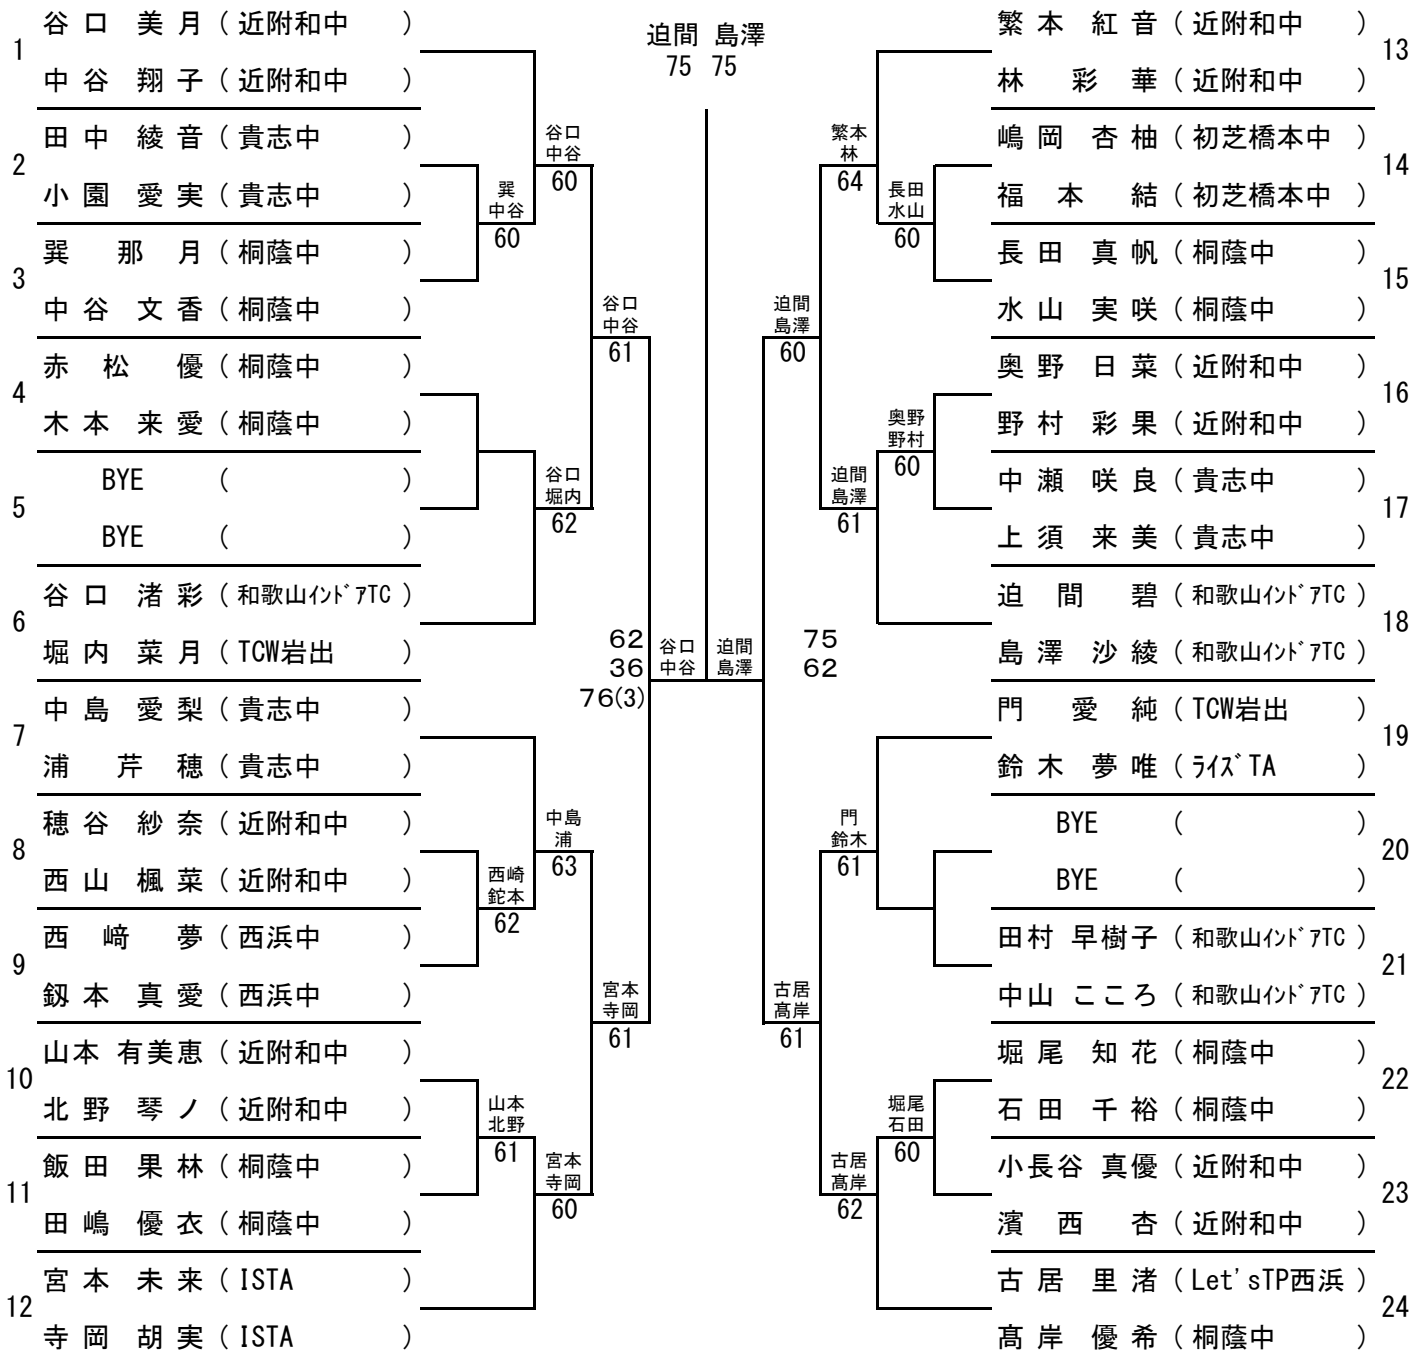 迫間 島澤
75 75
1
谷口 美月 ( 近附和中 )
中谷 翔子 ( 近附和中 )
2
田中 綾音 ( 貴志中 )
小園 愛実 ( 貴志中 )
3
巽 那月 ( 桐蔭中 )
中谷 文香 ( 桐蔭中 )
4
赤松 優 ( 桐蔭中 )
木本 来愛 ( 桐蔭中 )
5
BYE ( )
BYE ( )
6
谷口 渚彩 ( 和歌山インドアTC )
堀内 菜月 ( TCW岩出 )
7
中島 愛梨 ( 貴志中 )
浦 芹穂 ( 貴志中 )
8
穂谷 紗奈 ( 近附和中 )
西山 楓菜 ( 近附和中 )
9
西﨑 夢 ( 西浜中 )
釼本 真愛 ( 西浜中 )
10
山本 有美恵 ( 近附和中 )
北野 琴ノ ( 近附和中 )
11
飯田 果林 ( 桐蔭中 )
田嶋 優衣 ( 桐蔭中 )
12
宮本 未来 ( ISTA )
寺岡 胡実 ( ISTA )
巽
中谷
60
西崎
鉈本
62
山本
北野
61
谷口
中谷
60
谷口
堀内
62
中島
浦
63
宮本
寺岡
60
谷口
中谷
61
宮本
寺岡
61
62
36
76(3)
谷口
中谷
迫間
島澤
75
62
迫間
島澤
60
古居
髙岸
61
繁本
林
64
迫間
島澤
61
門
鈴木
61
古居
髙岸
62
長田
水山
60
奥野
野村
60
堀尾
石田
60
繁本 紅音 ( 近附和中 )
林 彩華 ( 近附和中 )
13
嶋岡 杏柚 ( 初芝橋本中 )
福本 結 ( 初芝橋本中 )
14
長田 真帆 ( 桐蔭中 )
水山 実咲 ( 桐蔭中 )
15
奥野 日菜 ( 近附和中 )
野村 彩果 ( 近附和中 )
16
中瀬 咲良 ( 貴志中 )
上須 来美 ( 貴志中 )
17
迫間 碧 ( 和歌山インドアTC )
島澤 沙綾 ( 和歌山インドアTC )
18
門 愛純 ( TCW岩出 )
鈴木 夢唯 ( ライズTA )
19
BYE ( )
BYE ( )
20
田村 早樹子 ( 和歌山インドアTC )
中山 こころ ( 和歌山インドアTC )
21
堀尾 知花 ( 桐蔭中 )
石田 千裕 ( 桐蔭中 )
22
小長谷 真優 ( 近附和中 )
濱西 杏 ( 近附和中 )
23
古居 里渚 ( Let'sTP西浜 )
髙岸 優希 ( 桐蔭中 )
24